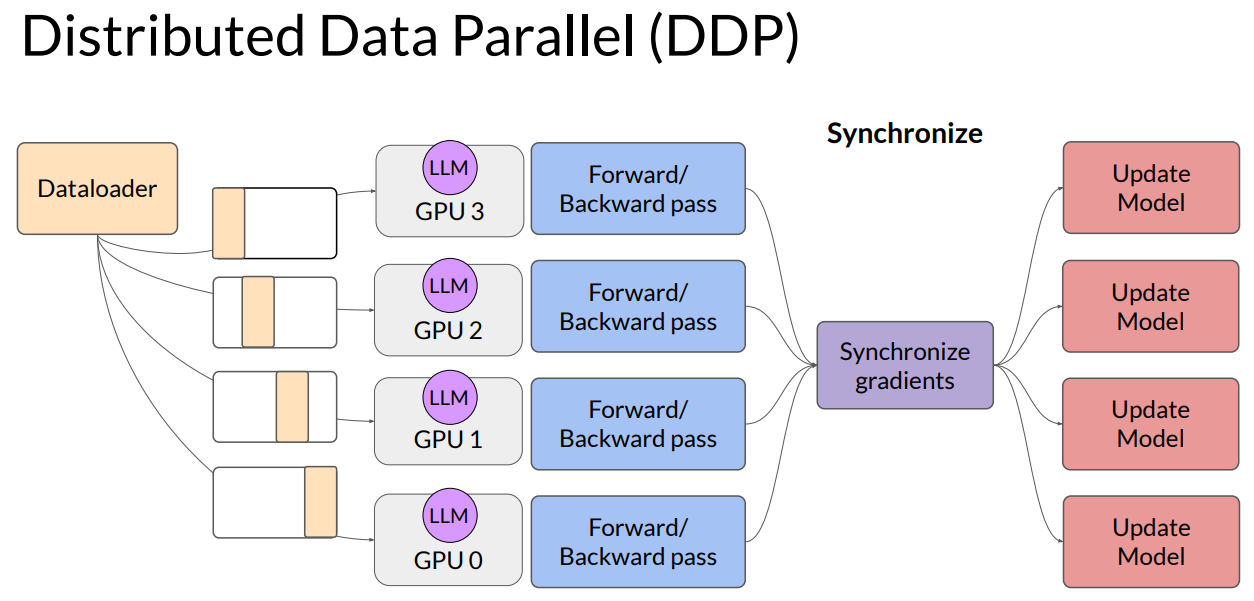 Distributed Data Parallel (DDP)
Synchronize
Dataloader
LLM
GPU 3
Forward/
Backward pass
Update
Model
LLM
GPU 2
Forward/
Backward pass
Update
Model
Synchronize
gradients
LLM
GPU 1
Forward/
Backward pass
Update
Model
LLM
GPU 0
Forward/
Backward pass
Update
Model